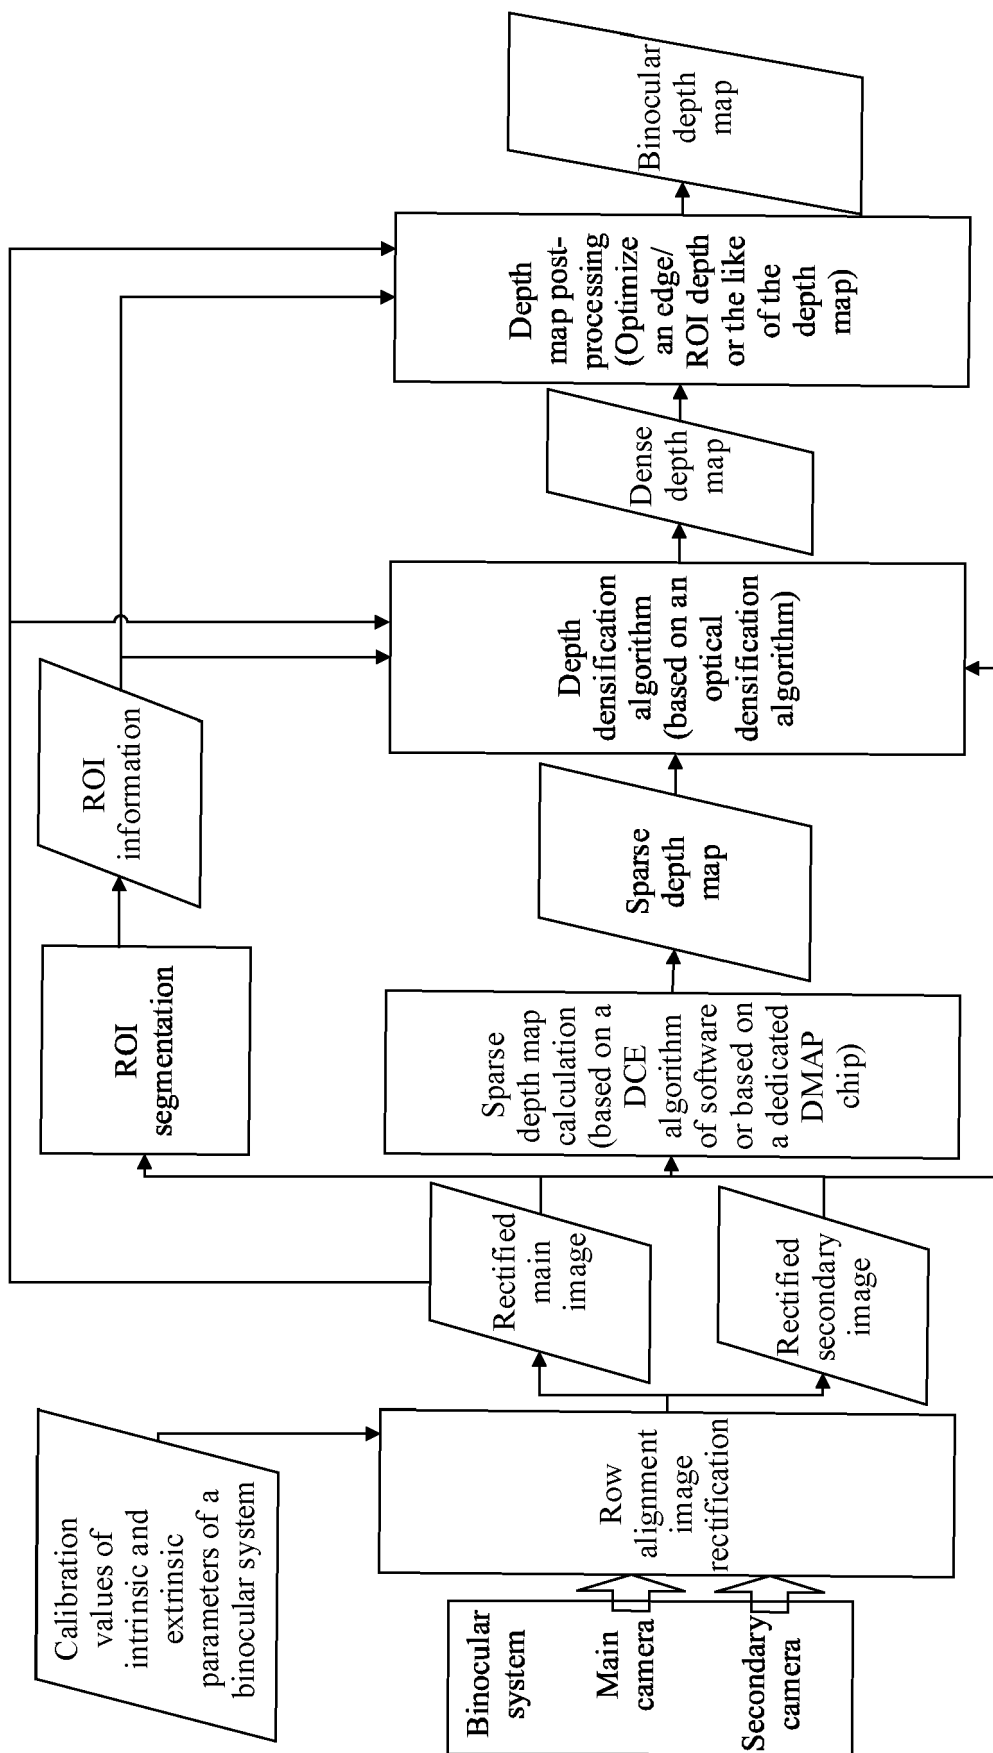 Calibration
values of
intrinsic and
extrinsic
parameters of a
binocular system
Binocular
system
Main
camera
Secondary
camera
Row
alignment
image
rectification
Rectified
main
image
Rectified
secondary
image
ROI
segmentation
ROI
information
Sparse
depth map
calculation
(based on a
DCE
algorithm
of software
or based on
a dedicated
DMAP
chip)
Sparse
depth
map
Depth
densification
algorithm
(based on an
optical
densification
algorithm)
Dense
depth
map
Depth
map post-
processing
(Optimize
an edge/
ROI depth
or the like
of the
depth
map)
Binocular
depth
map